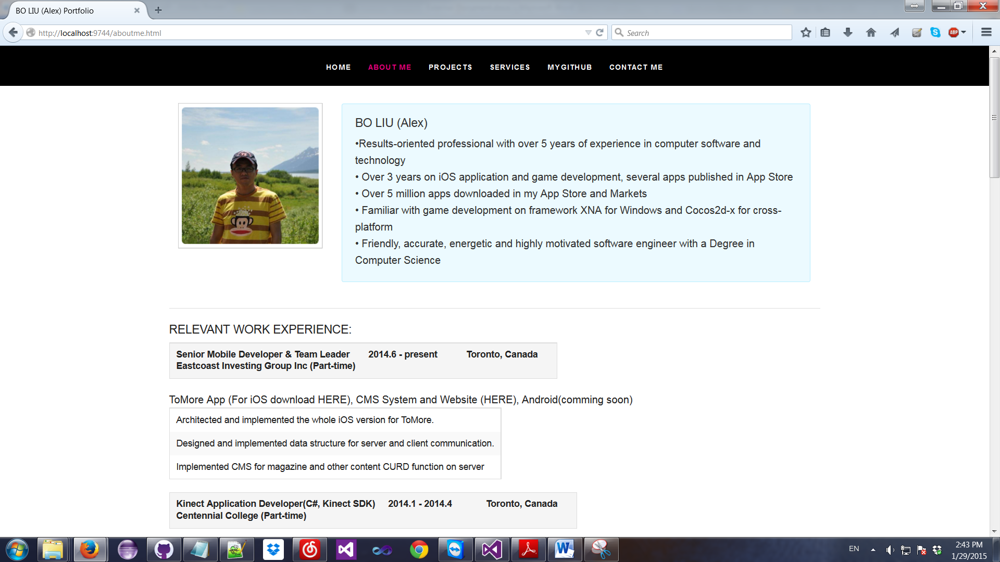 BO LIU (Alex) Portfolio
http://localhost:9744/aboutme.html
Search
ABP
HOME ABOUT ME PROJECTS SERVICES MYGITHUB CONTACT ME
BO LIU (Alex)
•Results-oriented professional with over 5 years of experience in computer software and
technology
• Over 3 years on iOS application and game development, several apps published in App Store
• Over 5 million apps downloaded in my App Store and Markets
• Familiar with game development on framework XNA for Windows and Cocos2d-x for cross-
platform
• Friendly, accurate, energetic and highly motivated software engineer with a Degree in
Computer Science
RELEVANT WORK EXPERIENCE:
Senior Mobile Developer & Team Leader 2014.6 - present Toronto, Canada
Eastcoast Investing Group Inc (Part-time)
ToMore App (For iOS download HERE), CMS System and Website (HERE), Android(comming soon)
Architected and implemented the whole iOS version for ToMore.
Designed and implemented data structure for server and client communication.
Implemented CMS for magazine and other content CURD function on server
Kinect Application Developer(C#, Kinect SDK) 2014.1 - 2014.4 Toronto, Canada
Centennial College (Part-time)
EN
2:43 PM
1/29/2015